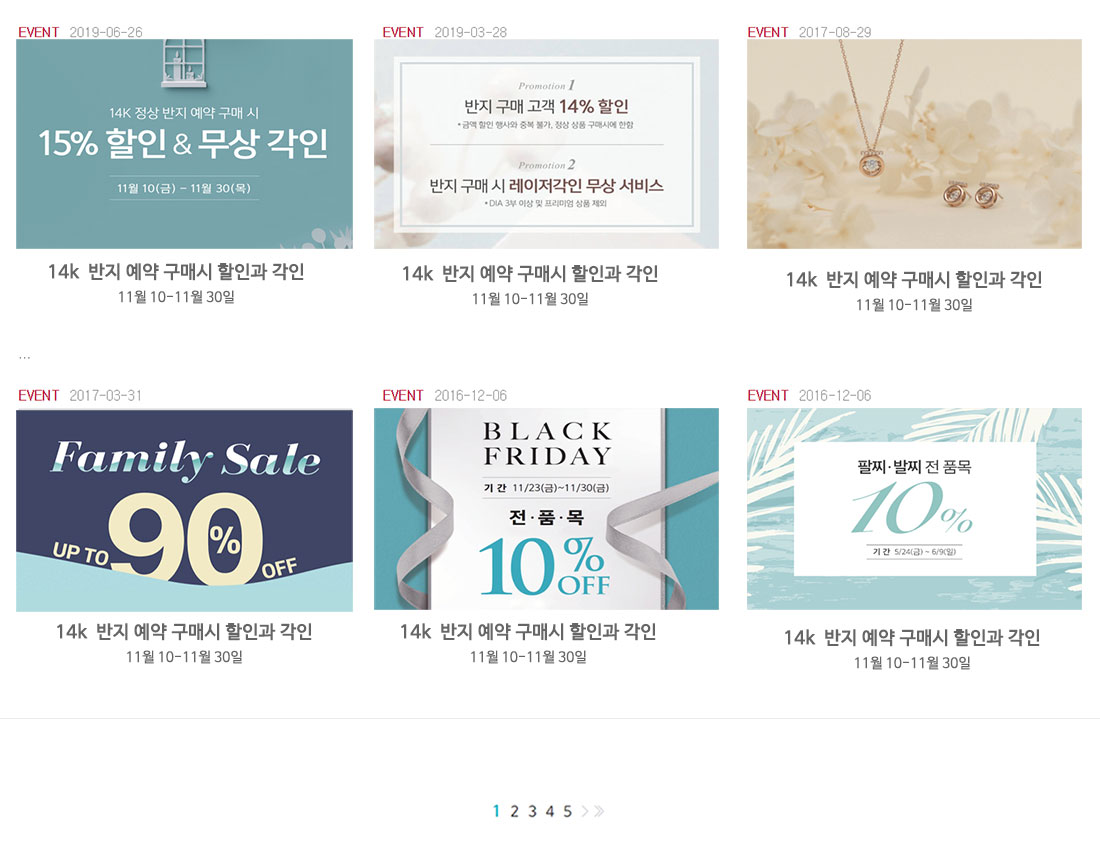 EVENT 2019-06-26
14K 정상 반지 예약 구매 시
15% 할인 & 무상 각인
11월 10(금) – 11월 30(목)
14k 반지 예약 구매시 할인과 각인
11월 10-11월 30일
EVENT 2019-03-28
Promotion 1
반지 구매 고객 14% 할인
• 금액 할인 행사와 중복 불가, 정상 상품 구매시에 한함
Promotion 2
반지 구매 시 레이저각인 무상 서비스
• DIA 3부 이상 및 프리미엄 상품 제외
14k 반지 예약 구매시 할인과 각인
11월 10-11월 30일
EVENT 2017-08-29
14k 반지 예약 구매시 할인과 각인
11월 10-11월 30일
...
EVENT 2017-03-31
Family Sale
UP TO 90% OFF
14k 반지 예약 구매시 할인과 각인
11월 10-11월 30일
EVENT 2016-12-06
BLACK
FRIDAY
기 간 11/23(금)~11/30(금)
전·품·목
10% OFF
14k 반지 예약 구매시 할인과 각인
11월 10-11월 30일
EVENT 2016-12-06
팔찌·발찌 전 품목
10%
기 간 5/24(금) ~ 6/9(일)
14k 반지 예약 구매시 할인과 각인
11월 10-11월 30일
1 2 3 4 5